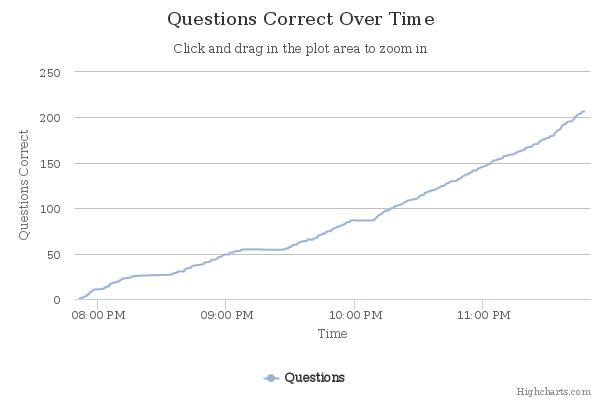 Questions Correct Over Time
Click and drag in the plot area to zoom in
Questions Correct
250
200
150
100
50
0
08:00 PM
09:00 PM
10:00 PM
11:00 PM
Time
Questions
Highcharts.com